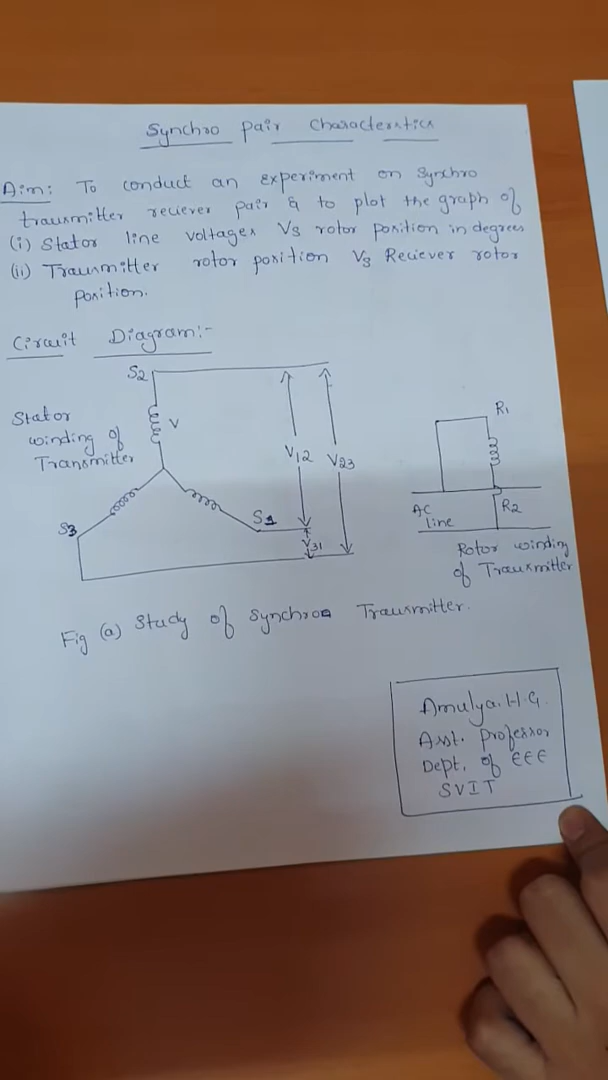 Synchro pair characterstics
Aim: To conduct an experiment on Synchro
transmitter reciever pair & to plot the graph of
(i) Stator line voltages Vs rotor position in degrees
(ii) Transmitter rotor position Vs Reciever rotor
position.
Circuit Diagram:-
S2
Stator
winding of
Transmitter
V
V12
V23
S3
S1
V31
R1
AC
line
R2
Rotor winding
of Transmitter
Fig (a) Study of Synchro Transmitter.
Amulya.H.G.
Asst. professor
Dept. of EEE
SVIT